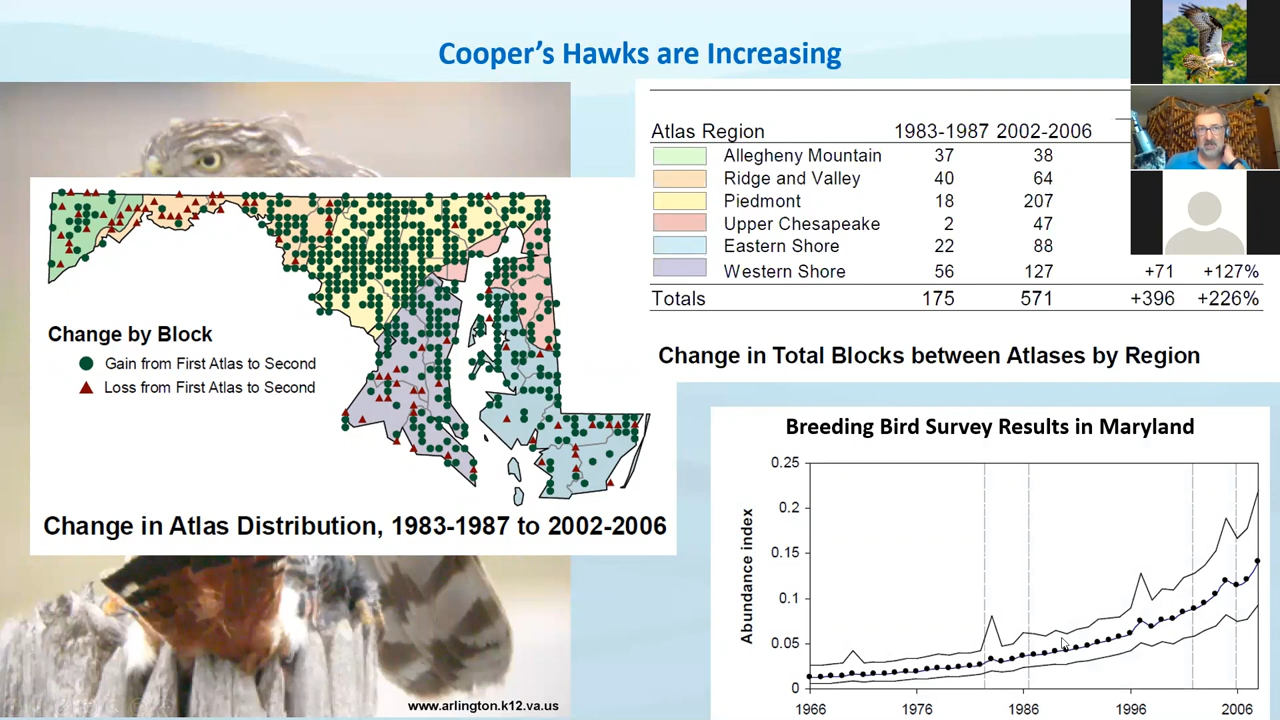 Cooper's Hawks are Increasing
Atlas Region 1983-1987 2002-2006
Allegheny Mountain 37 38
Ridge and Valley 40 64
Piedmont 18 207
Upper Chesapeake 2 47
Eastern Shore 22 88
Western Shore 56 127 +71 +127%
Totals 175 571 +396 +226%
Change in Total Blocks between Atlases by Region
Change by Block
Gain from First Atlas to Second
Loss from First Atlas to Second
Change in Atlas Distribution, 1983-1987 to 2002-2006
www.arlington.k12.va.us
Breeding Bird Survey Results in Maryland
Abundance index
0.25
0.2
0.15
0.1
0.05
0
1966 1976 1986 1996 2006